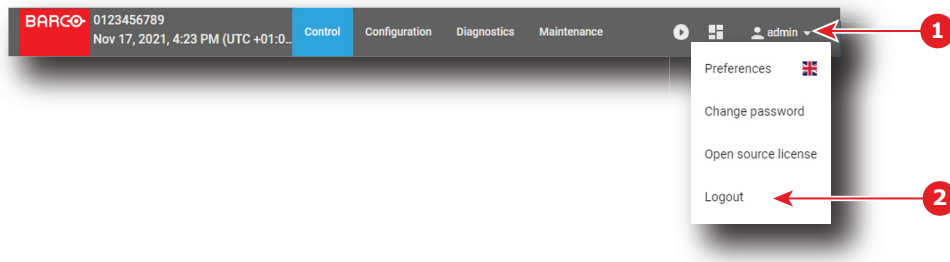 BARCO 0123456789
Nov 17, 2021, 4:23 PM (UTC +01:0..
Control Configuration Diagnostics Maintenance admin 1
Preferences
Change password
Open source license
Logout 2